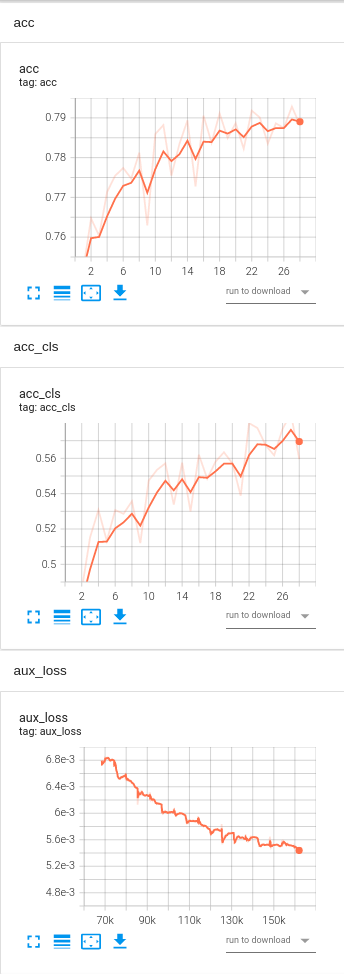 acc
acc
tag: acc
0.79
0.78
0.77
0.76
2 6 10 14 18 22 26
run to download
acc_cls
acc_cls
tag: acc_cls
0.56
0.54
0.52
0.5
2 6 10 14 18 22 26
run to download
aux_loss
aux_loss
tag: aux_loss
6.8e-3
6.4e-3
6e-3
5.6e-3
5.2e-3
4.8e-3
70k 90k 110k 130k 150k
run to download